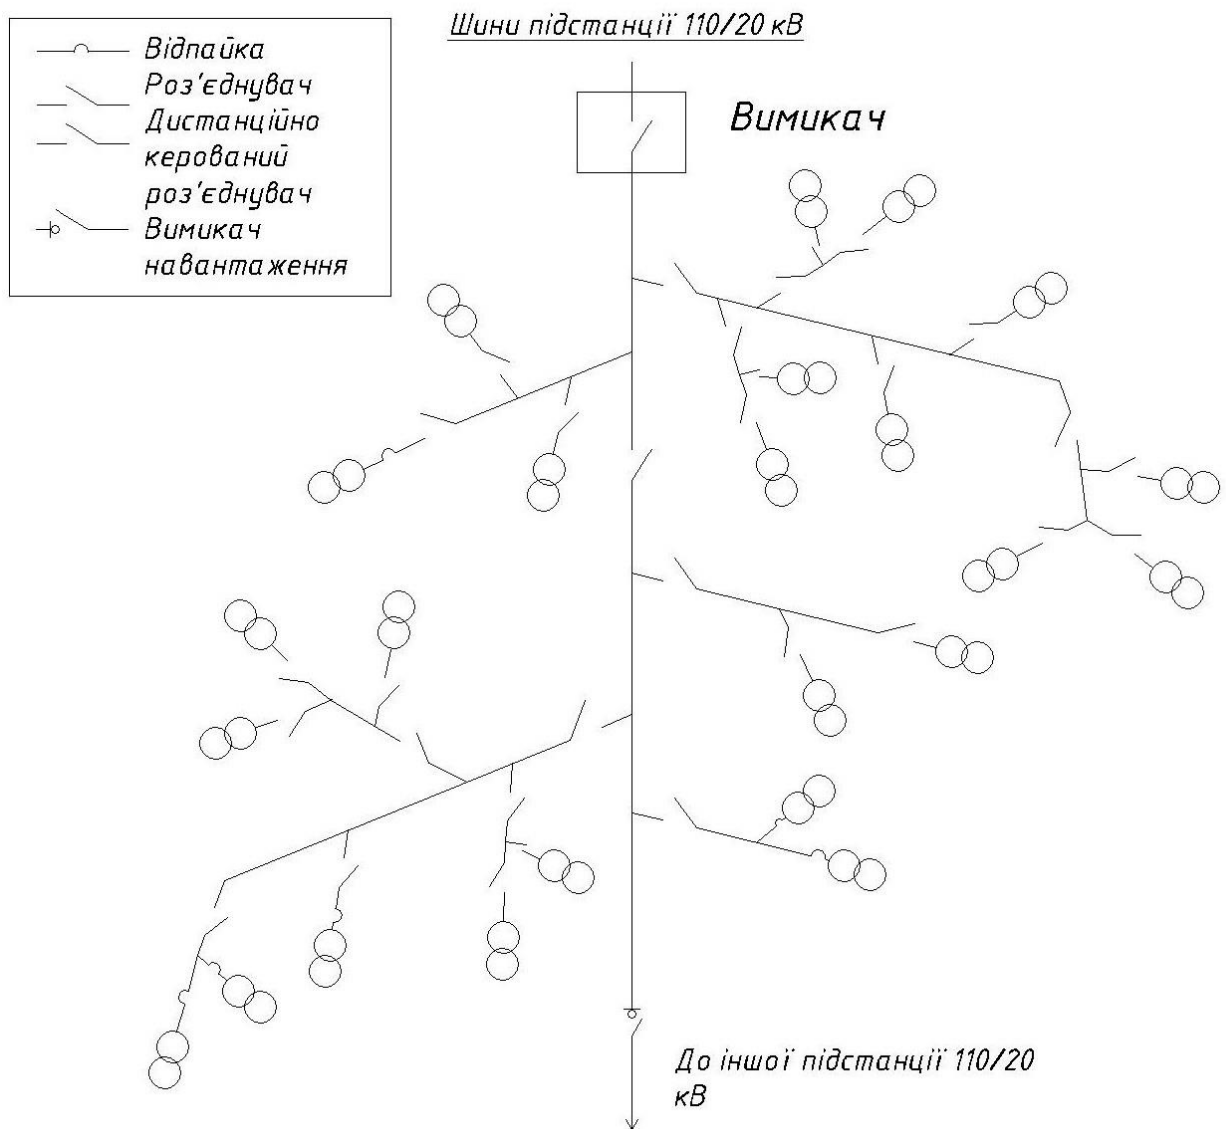 Шини підстанції 110/20 кВ
Відпайка
Роз'єднувач
Дистанційно
керований
роз'єднувач
Вимикач
навантаження
Вимикач
До іншої підстанції 110/20
кВ